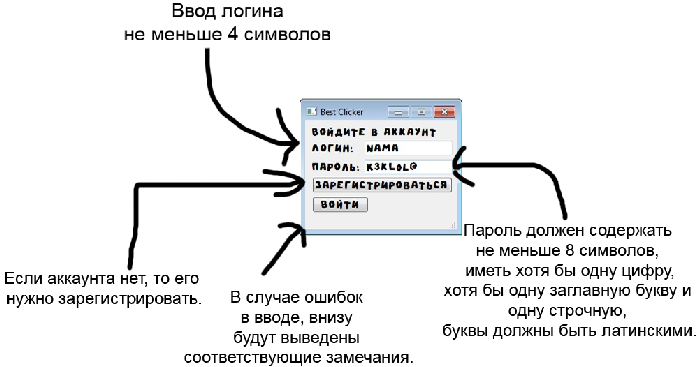 Ввод логина
не меньше 4 символов
Best Clicker
ВОЙДИТЕ В АККАУНТ
ЛОГИН: NAMA
ПАРОЛЬ: K3KLOL@
ЗАРЕГИСТРИРОВАТЬСЯ
ВОЙТИ
Если аккаунта нет, то его
нужно зарегистрировать.
В случае ошибок
в вводе, внизу
будут выведены
соответствующие замечания.
Пароль должен содержать
не меньше 8 символов,
иметь хотя бы одну цифру,
хотя бы одну заглавную букву и
одну строчную,
буквы должны быть латинскими.